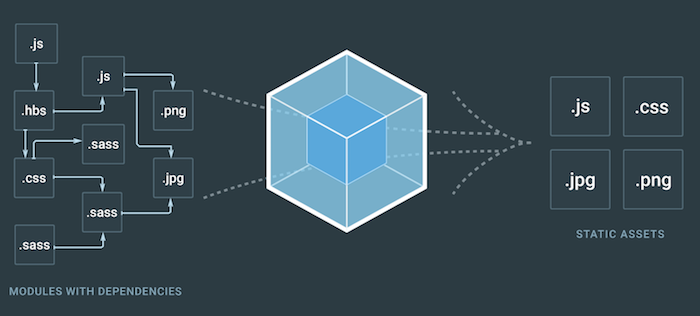 .js
.js
.hbs
.png
.sass
.css
.jpg
.sass
.sass
MODULES WITH DEPENDENCIES
.js
.css
.jpg
.png
STATIC ASSETS